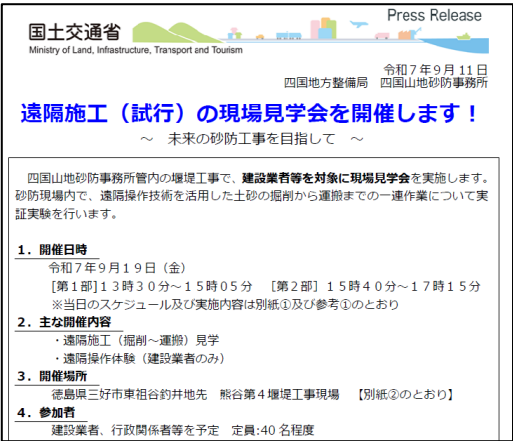 Press Release
国土交通省
Ministry of Land, Infrastructure, Transport and Tourism
令和7年9月11日
四国地方整備局　四国山地砂防事務所
遠隔施工（試行）の現場見学会を開催します！
～　未来の砂防工事を目指して　～
四国山地砂防事務所管内の堰堤工事で、建設業者等を対象に現場見学会を実施します。
砂防現場内で、遠隔操作技術を活用した土砂の掘削から運搬までの一連作業について実
証実験を行います。
１．開催日時
令和７年９月１９日（金）
[第1部]１３時３０分～１５時０５分　[第２部] １５時４０分～１７時１５分
※当日のスケジュール及び実施内容は別紙①及び参考①のとおり
２．主な開催内容
・遠隔施工（掘削～運搬）見学
・遠隔操作体験（建設業者のみ）
３．開催場所
徳島県三好市東祖谷釣井地先　熊谷第４堰堤工事現場　【別紙②のとおり】
４．参加者
建設業者、行政関係者等を予定　定員:40名程度